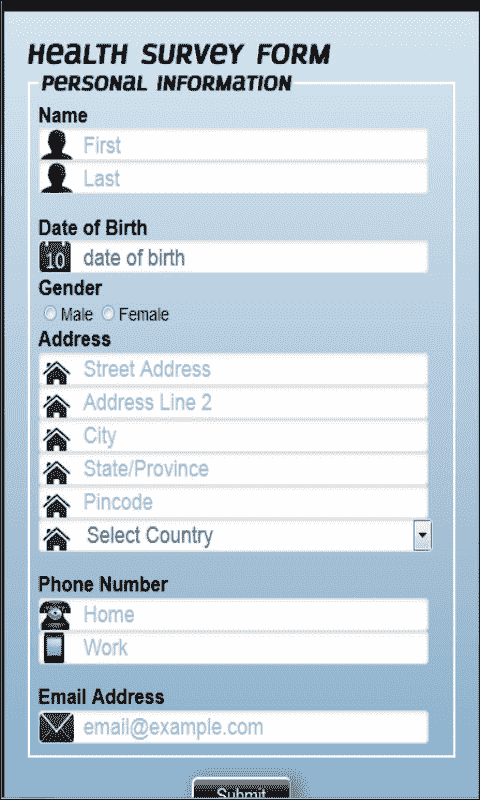 Health Survey Form
Personal Information
Name
First
Last
Date of Birth
10 date of birth
Gender
Male Female
Address
Street Address
Address Line 2
City
State/Province
Pincode
Select Country
Phone Number
Home
Work
Email Address
email@example.com
Submit